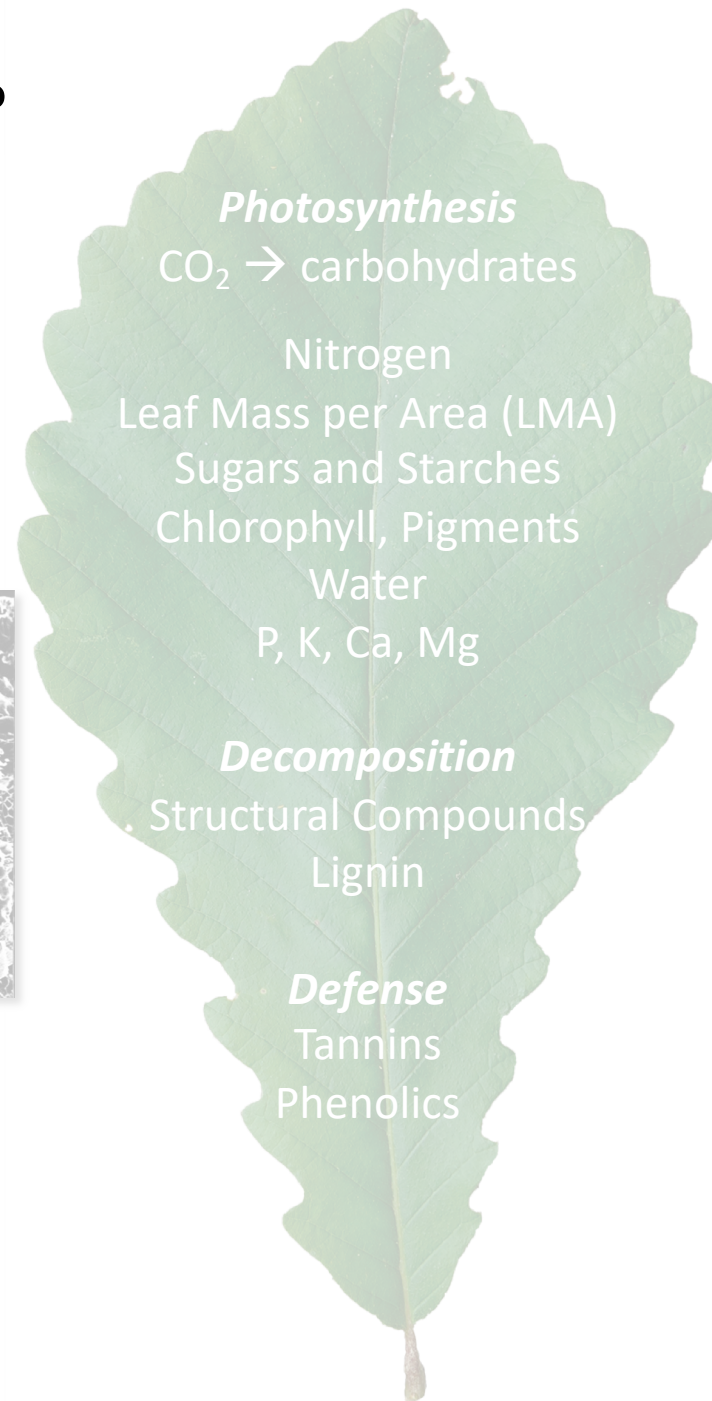 Photosynthesis
CO₂ → carbohydrates
Nitrogen
Leaf Mass per Area (LMA)
Sugars and Starches
Chlorophyll, Pigments
Water
P, K, Ca, Mg
Decomposition
Structural Compounds
Lignin
Defense
Tannins
Phenolics